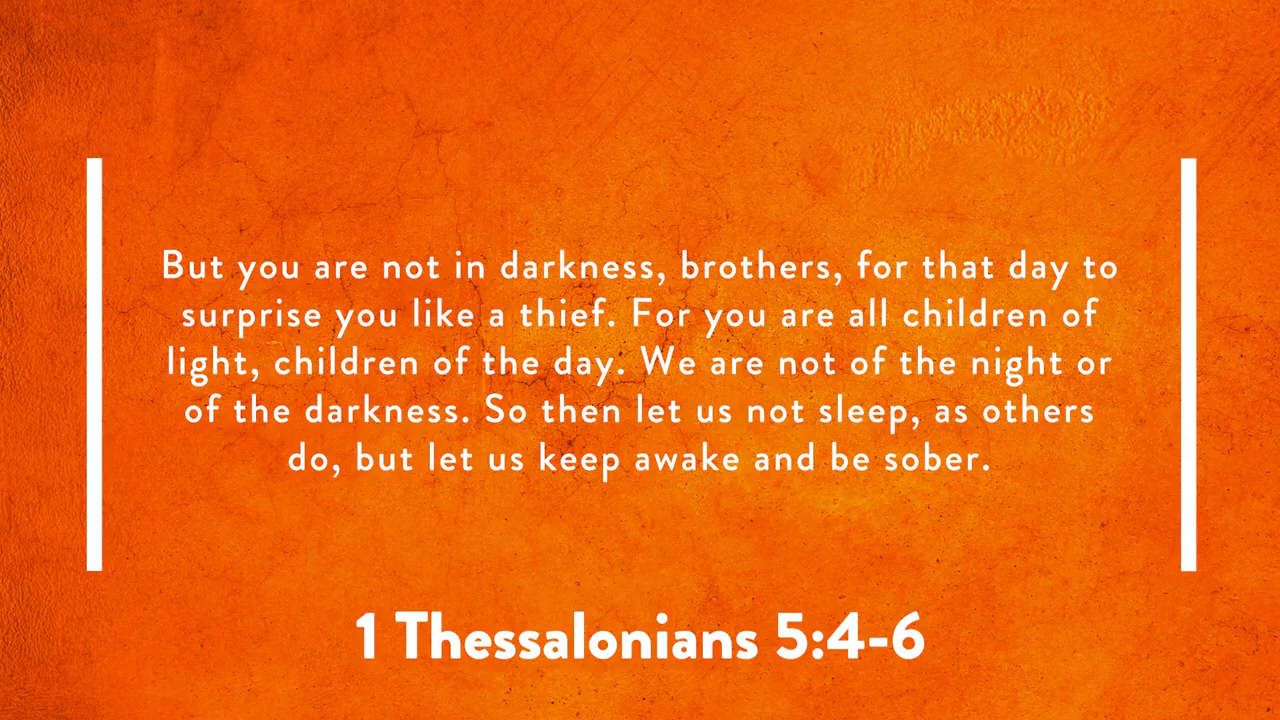 But you are not in darkness, brothers, for that day to
surprise you like a thief. For you are all children of
light, children of the day. We are not of the night or
of the darkness. So then let us not sleep, as others
do, but let us keep awake and be sober.
1 Thessalonians 5:4-6